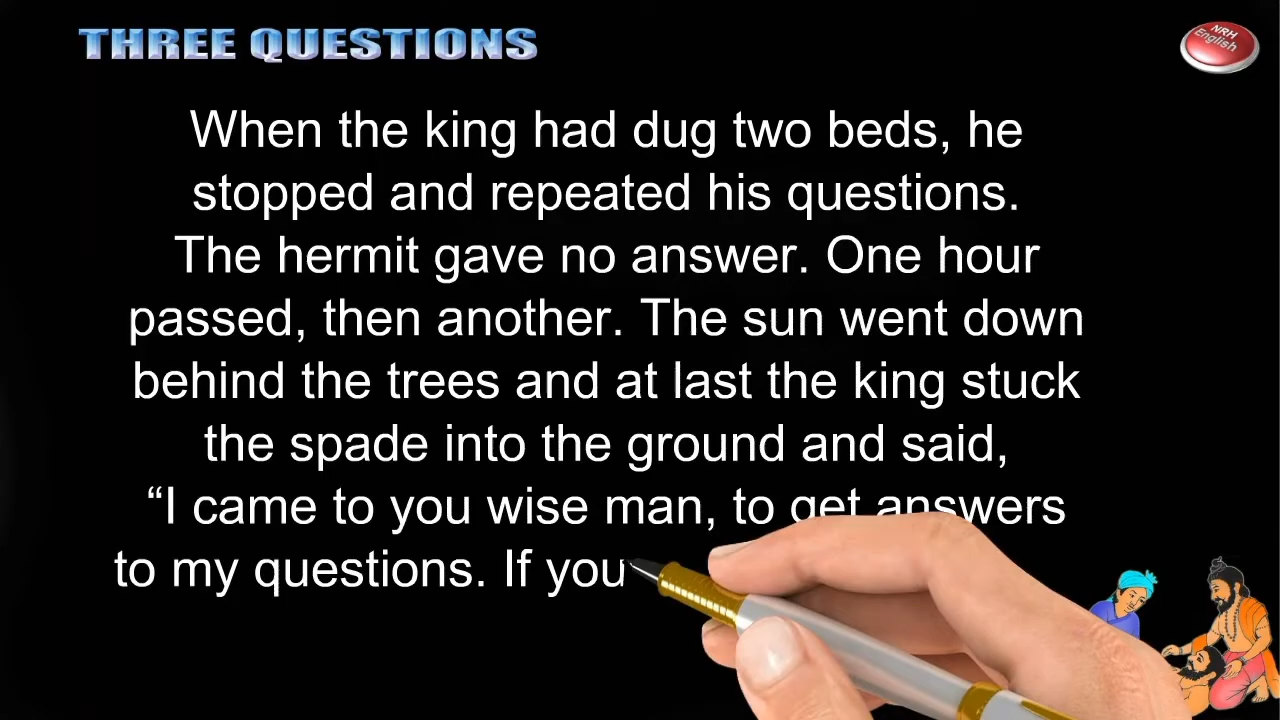 THREE QUESTIONS
NRH
English
When the king had dug two beds, he
stopped and repeated his questions.
The hermit gave no answer. One hour
passed, then another. The sun went down
behind the trees and at last the king stuck
the spade into the ground and said,
“I came to you wise man, to get answers
to my questions. If you